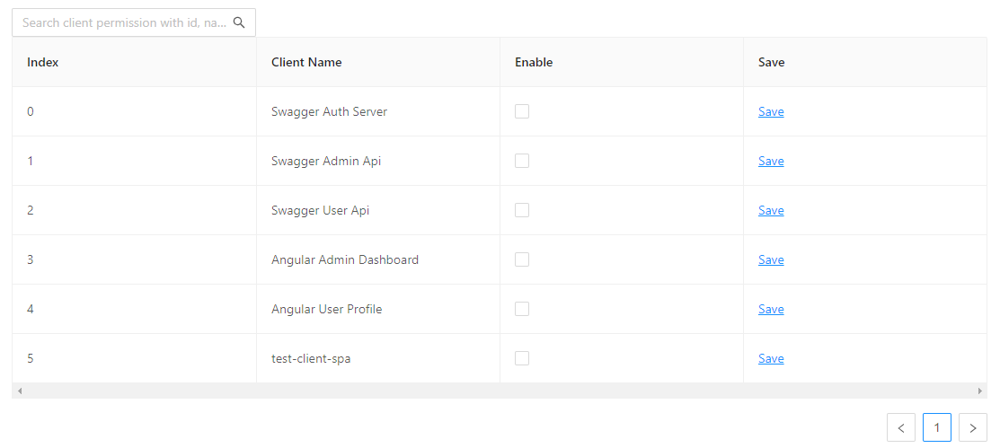 Search client permission with id, na...
Index Client Name Enable Save
0 Swagger Auth Server Save
1 Swagger Admin Api Save
2 Swagger User Api Save
3 Angular Admin Dashboard Save
4 Angular User Profile Save
5 test-client-spa Save
1